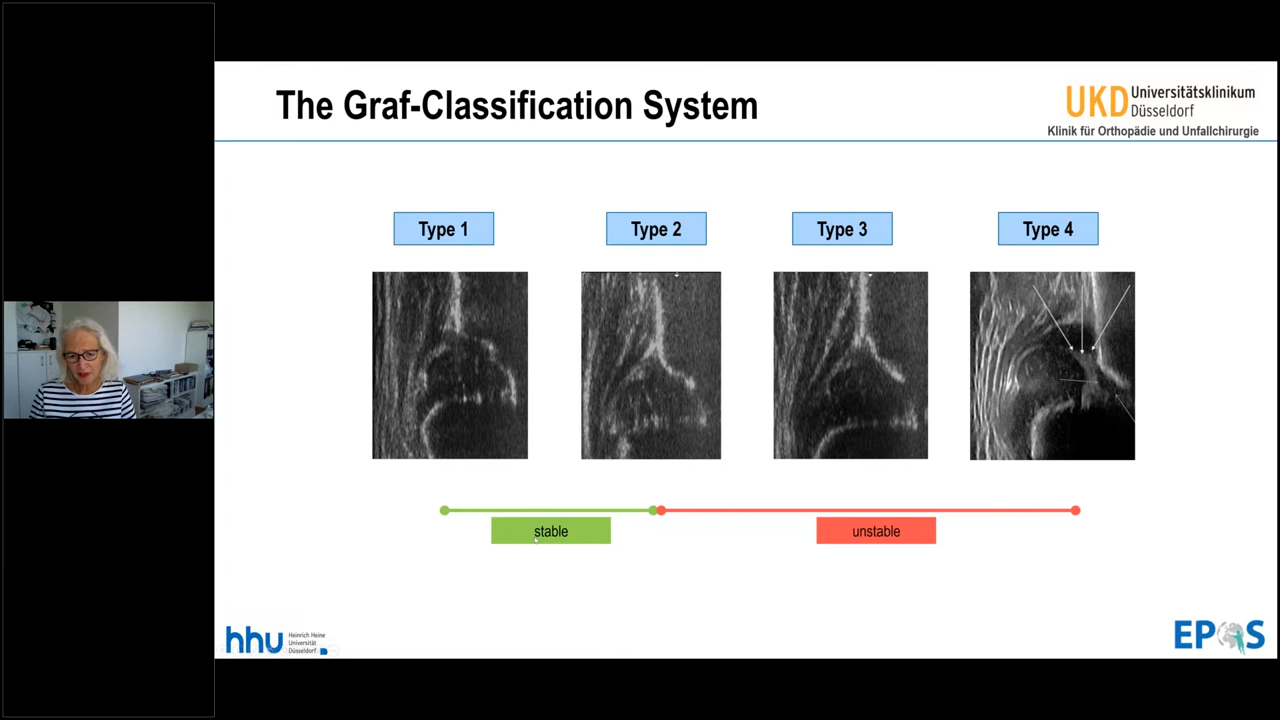 The Graf-Classification System
UKD Universitätsklinikum
Düsseldorf
Klinik für Orthopädie und Unfallchirurgie
Type 1
Type 2
Type 3
Type 4
stable
unstable
hhu Heinrich Heine
Universität
Düsseldorf
EPOS